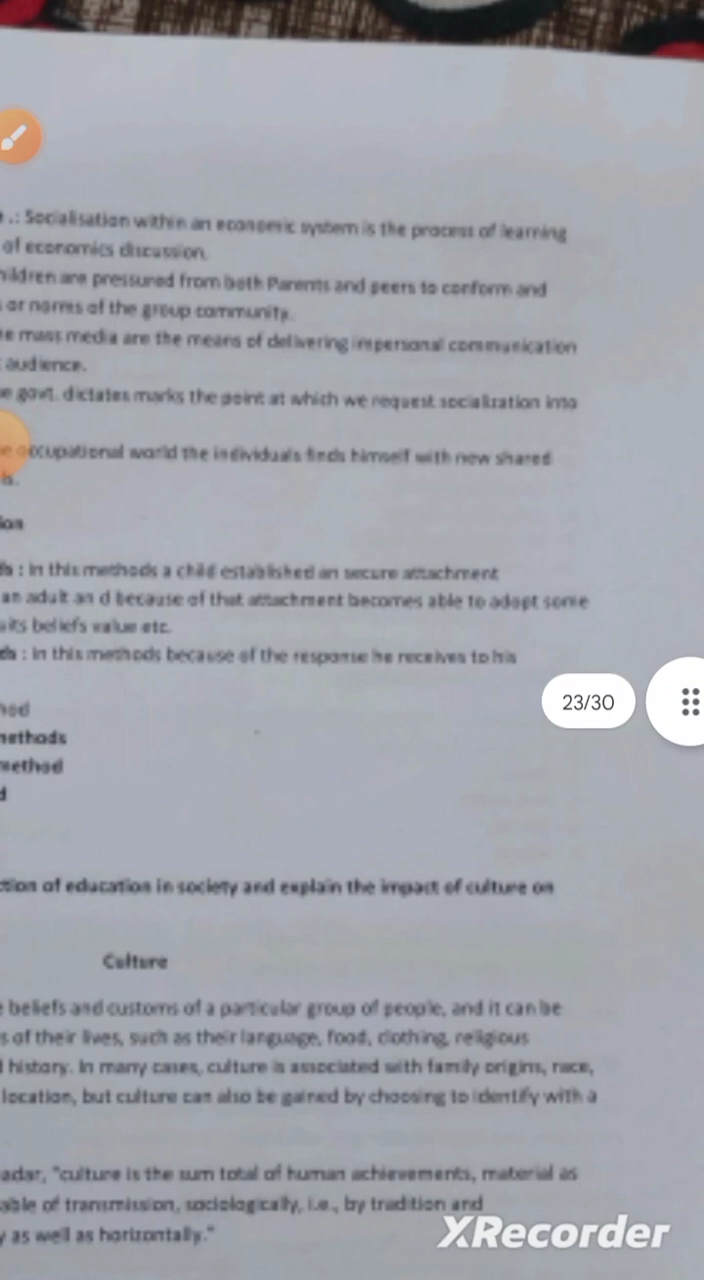 .: Socialisation within an economic system is the process of learning
of economics discussion.
hildren are pressured from both Parents and peers to conform and
or norms of the group community.
e mass media are the means of delivering impersonal communication
audience.
e govt. dictates marks the point at which we request socialization into
e occupational world the individuals finds himself with new shared
ion
: In this methods a child established an secure attachment
an adult an d because of that attachment becomes able to adopt some
its beliefs value etc.
: In this methods because of the response he receives to his
23/30
hod
methods
method
d
ction of education in society and explain the impact of culture on
Culture
e beliefs and customs of a particular group of people, and it can be
s of their lives, such as their language, food, clothing, religious
history. In many cases, culture is associated with family origins, race,
location, but culture can also be gained by choosing to identify with a
adar, "culture is the sum total of human achievements, material as
able of transmission, sociologically, i.e., by tradition and
y as well as horizontally."
XRecorder